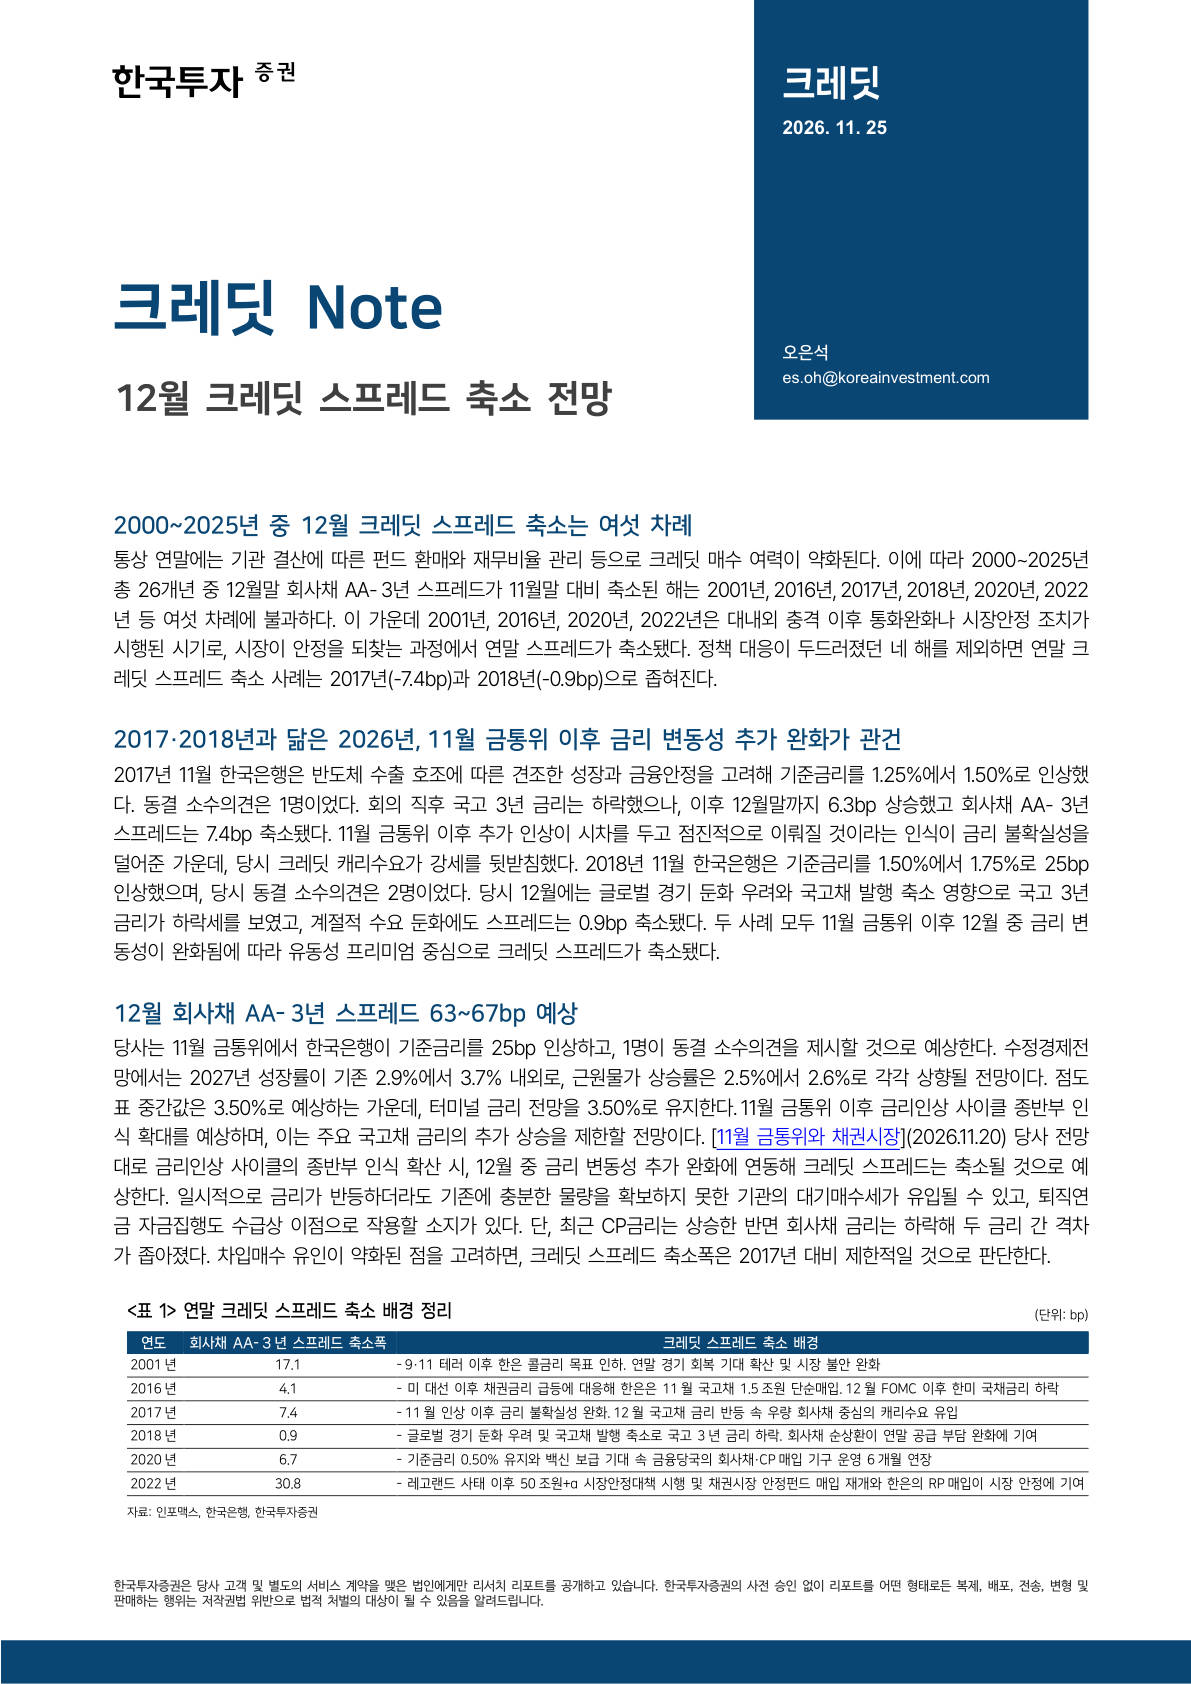 한국투자 증권
크레딧
2026. 11. 25
크레딧 Note
오은석
es.oh@koreainvestment.com
12월 크레딧 스프레드 축소 전망
2000~2025년 중 12월 크레딧 스프레드 축소는 여섯 차례
통상 연말에는 기관 결산에 따른 펀드 환매와 재무비율 관리 등으로 크레딧 매수 여력이 약화된다. 이에 따라 2000~2025년
총 26개년 중 12월말 회사채 AA- 3년 스프레드가 11월말 대비 축소된 해는 2001년, 2016년, 2017년, 2018년, 2020년, 2022
년 등 여섯 차례에 불과하다. 이 가운데 2001년, 2016년, 2020년, 2022년은 대내외 충격 이후 통화완화나 시장안정 조치가
시행된 시기로, 시장이 안정을 되찾는 과정에서 연말 스프레드가 축소됐다. 정책 대응이 두드러졌던 네 해를 제외하면 연말 크
레딧 스프레드 축소 사례는 2017년(-7.4bp)과 2018년(-0.9bp)으로 좁혀진다.
2017·2018년과 닮은 2026년, 11월 금통위 이후 금리 변동성 추가 완화가 관건
2017년 11월 한국은행은 반도체 수출 호조에 따른 견조한 성장과 금융안정을 고려해 기준금리를 1.25%에서 1.50%로 인상했
다. 동결 소수의견은 1명이었다. 회의 직후 국고 3년 금리는 하락했으나, 이후 12월말까지 6.3bp 상승했고 회사채 AA- 3년
스프레드는 7.4bp 축소됐다. 11월 금통위 이후 추가 인상이 시차를 두고 점진적으로 이뤄질 것이라는 인식이 금리 불확실성을
덜어준 가운데, 당시 크레딧 캐리수요가 강세를 뒷받침했다. 2018년 11월 한국은행은 기준금리를 1.50%에서 1.75%로 25bp
인상했으며, 당시 동결 소수의견은 2명이었다. 당시 12월에는 글로벌 경기 둔화 우려와 국고채 발행 축소 영향으로 국고 3년
금리가 하락세를 보였고, 계절적 수요 둔화에도 스프레드는 0.9bp 축소됐다. 두 사례 모두 11월 금통위 이후 12월 중 금리 변
동성이 완화됨에 따라 유동성 프리미엄 중심으로 크레딧 스프레드가 축소됐다.
12월 회사채 AA- 3년 스프레드 63~67bp 예상
당사는 11월 금통위에서 한국은행이 기준금리를 25bp 인상하고, 1명이 동결 소수의견을 제시할 것으로 예상한다. 수정경제전
망에서는 2027년 성장률이 기존 2.9%에서 3.7% 내외로, 근원물가 상승률은 2.5%에서 2.6%로 각각 상향될 전망이다. 점도
표 중간값은 3.50%로 예상하는 가운데, 터미널 금리 전망을 3.50%로 유지한다. 11월 금통위 이후 금리인상 사이클 종반부 인
식 확대를 예상하며, 이는 주요 국고채 금리의 추가 상승을 제한할 전망이다. [11월 금통위와 채권시장](2026.11.20) 당사 전망
대로 금리인상 사이클의 종반부 인식 확산 시, 12월 중 금리 변동성 추가 완화에 연동해 크레딧 스프레드는 축소될 것으로 예
상한다. 일시적으로 금리가 반등하더라도 기존에 충분한 물량을 확보하지 못한 기관의 대기매수세가 유입될 수 있고, 퇴직연
금 자금집행도 수급상 이점으로 작용할 소지가 있다. 단, 최근 CP금리는 상승한 반면 회사채 금리는 하락해 두 금리 간 격차
가 좁아졌다. 차입매수 유인이 약화된 점을 고려하면, 크레딧 스프레드 축소폭은 2017년 대비 제한적일 것으로 판단한다.
<표 1> 연말 크레딧 스프레드 축소 배경 정리 (단위: bp)
연도 회사채 AA- 3년 스프레드 축소폭 크레딧 스프레드 축소 배경
2001년 17.1 - 9·11 테러 이후 한은 콜금리 목표 인하. 연말 경기 회복 기대 확산 및 시장 불안 완화
2016년 4.1 - 미 대선 이후 채권금리 급등에 대응해 한은은 11월 국고채 1.5조원 단순매입. 12월 FOMC 이후 한미 국채금리 하락
2017년 7.4 - 11월 인상 이후 금리 불확실성 완화. 12월 국고채 금리 반등 속 우량 회사채 중심의 캐리수요 유입
2018년 0.9 - 글로벌 경기 둔화 우려 및 국고채 발행 축소로 국고 3년 금리 하락. 회사채 순상환이 연말 공급 부담 완화에 기여
2020년 6.7 - 기준금리 0.50% 유지와 백신 보급 기대 속 금융당국의 회사채·CP매입 기구 운영 6개월 연장
2022년 30.8 - 레고랜드 사태 이후 50조원+α 시장안정대책 시행 및 채권시장 안정펀드 매입 재개와 한은의 RP매입이 시장 안정에 기여
자료: 인포맥스, 한국은행, 한국투자증권
한국투자증권은 당사 고객 및 별도의 서비스 계약을 맺은 법인에게만 리서치 리포트를 공개하고 있습니다. 한국투자증권의 사전 승인 없이 리포트를 어떤 형태로든 복제, 배포, 전송, 변형 및
판매하는 행위는 저작권법 위반으로 법적 처벌의 대상이 될 수 있음을 알려드립니다.